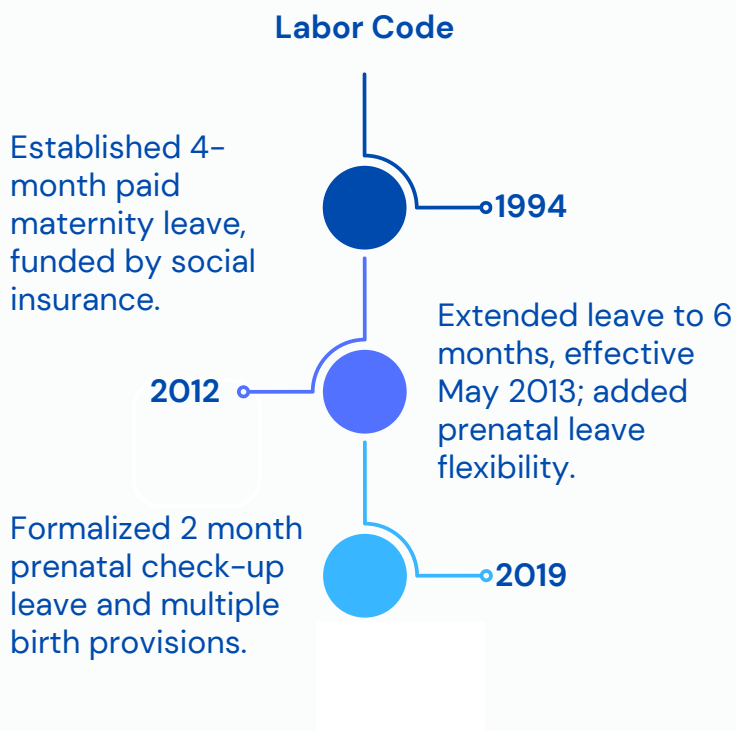 Labor Code
Established 4-
month paid
maternity leave,
funded by social
insurance.
1994
Extended leave to 6
months, effective
May 2013; added
prenatal leave
flexibility.
2012
Formalized 2 month
prenatal check-up
leave and multiple
birth provisions.
2019